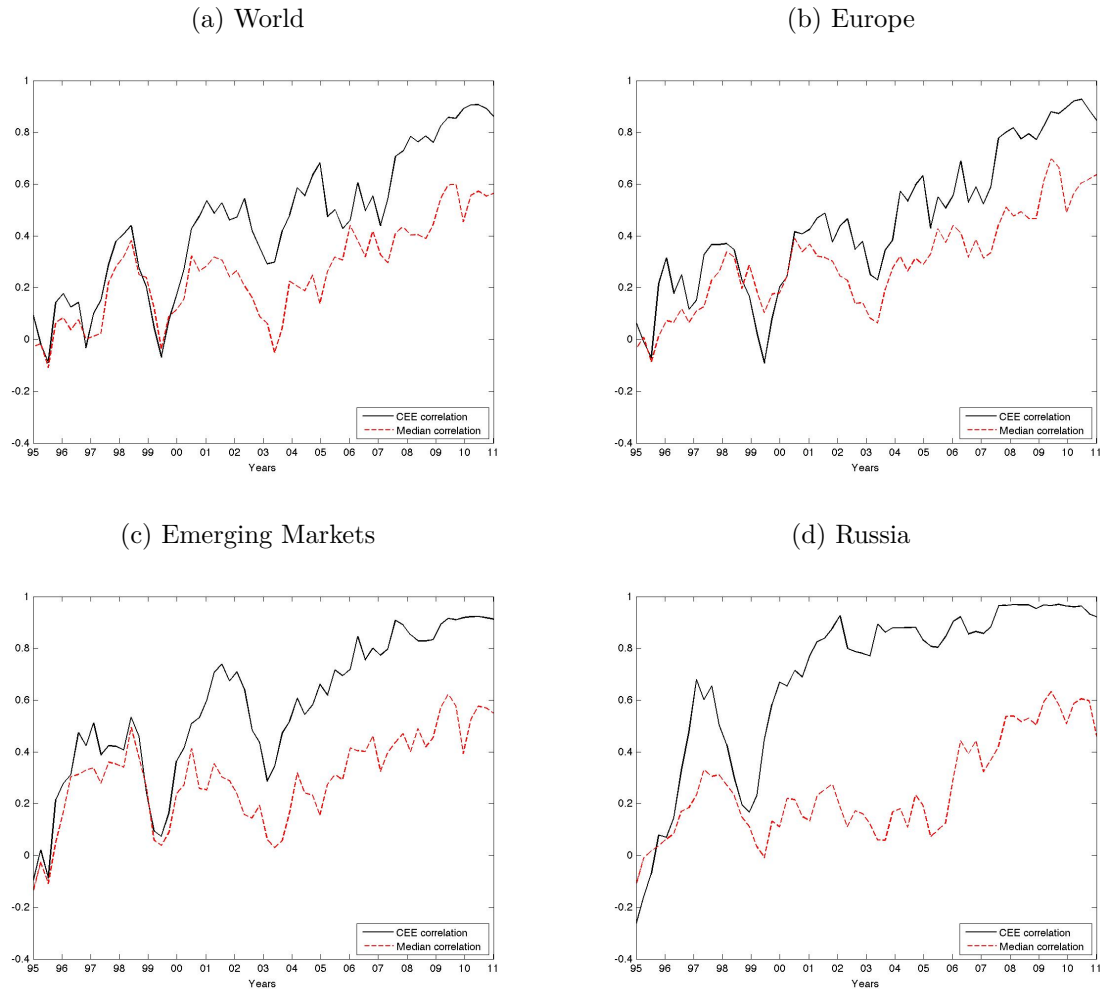 (a) World
1
0.8
0.6
0.4
0.2
0
-0.2
-0.4
95 96 97 98 99 00 01 02 03 04 05 06 07 08 09 10 11
Years
CEE correlation
Median correlation
(b) Europe
1
0.8
0.6
0.4
0.2
0
-0.2
-0.4
95 96 97 98 99 00 01 02 03 04 05 06 07 08 09 10 11
Years
CEE correlation
Median correlation
(c) Emerging Markets
1
0.8
0.6
0.4
0.2
0
-0.2
-0.4
95 96 97 98 99 00 01 02 03 04 05 06 07 08 09 10 11
Years
CEE correlation
Median correlation
(d) Russia
1
0.8
0.6
0.4
0.2
0
-0.2
-0.4
95 96 97 98 99 00 01 02 03 04 05 06 07 08 09 10 11
Years
CEE correlation
Median correlation